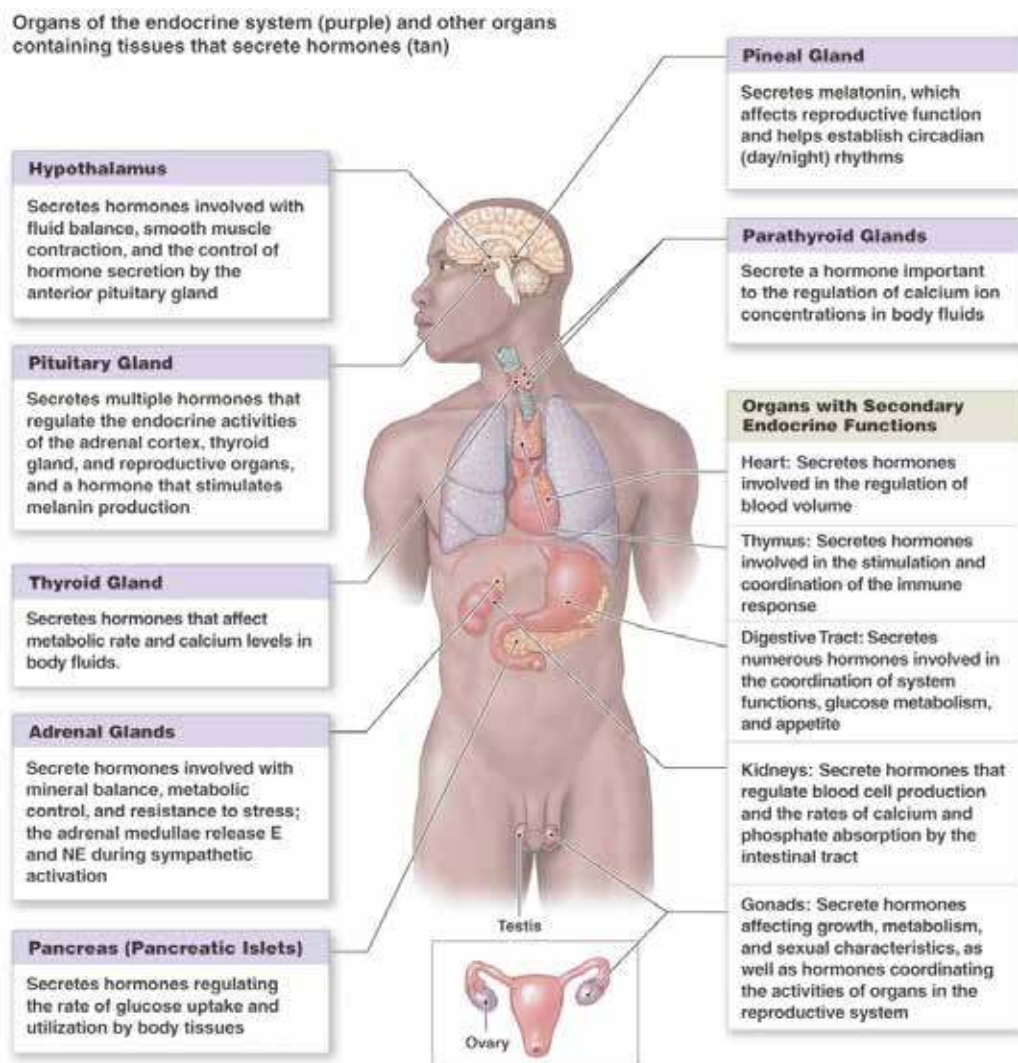 Organs of the endocrine system (purple) and other organs
containing tissues that secrete hormones (tan)
Hypothalamus
Secretes hormones involved with
fluid balance, smooth muscle
contraction, and the control of
hormone secretion by the
anterior pituitary gland
Pituitary Gland
Secretes multiple hormones that
regulate the endocrine activities
of the adrenal cortex, thyroid
gland, and reproductive organs,
and a hormone that stimulates
melanin production
Thyroid Gland
Secretes hormones that affect
metabolic rate and calcium levels in
body fluids.
Adrenal Glands
Secrete hormones involved with
mineral balance, metabolic
control, and resistance to stress;
the adrenal medullae release E
and NE during sympathetic
activation
Pancreas (Pancreatic Islets)
Secretes hormones regulating
the rate of glucose uptake and
utilization by body tissues
Testis
Ovary
Pineal Gland
Secretes melatonin, which
affects reproductive function
and helps establish circadian
(day/night) rhythms
Parathyroid Glands
Secrete a hormone important
to the regulation of calcium ion
concentrations in body fluids
Organs with Secondary
Endocrine Functions
Heart: Secretes hormones
involved in the regulation of
blood volume
Thymus: Secretes hormones
involved in the stimulation and
coordination of the immune
response
Digestive Tract: Secretes
numerous hormones involved in
the coordination of system
functions, glucose metabolism,
and appetite
Kidneys: Secrete hormones that
regulate blood cell production
and the rates of calcium and
phosphate absorption by the
intestinal tract
Gonads: Secrete hormones
affecting growth, metabolism,
and sexual characteristics, as
well as hormones coordinating
the activities of organs in the
reproductive system